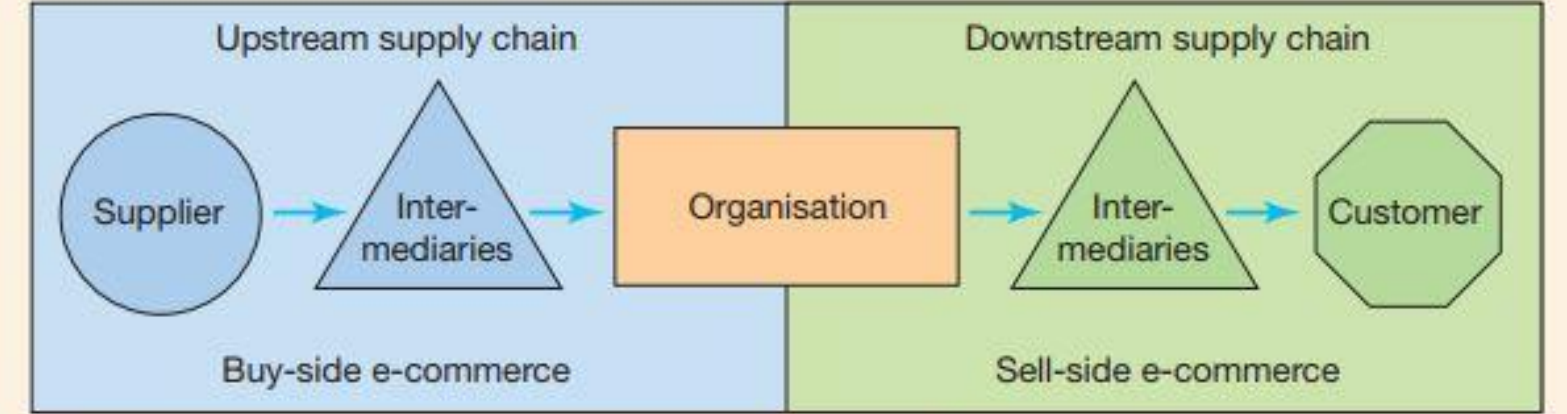 Upstream supply chain
Downstream supply chain
Supplier
Inter-
mediaries
Organisation
Inter-
mediaries
Customer
Buy-side e-commerce
Sell-side e-commerce